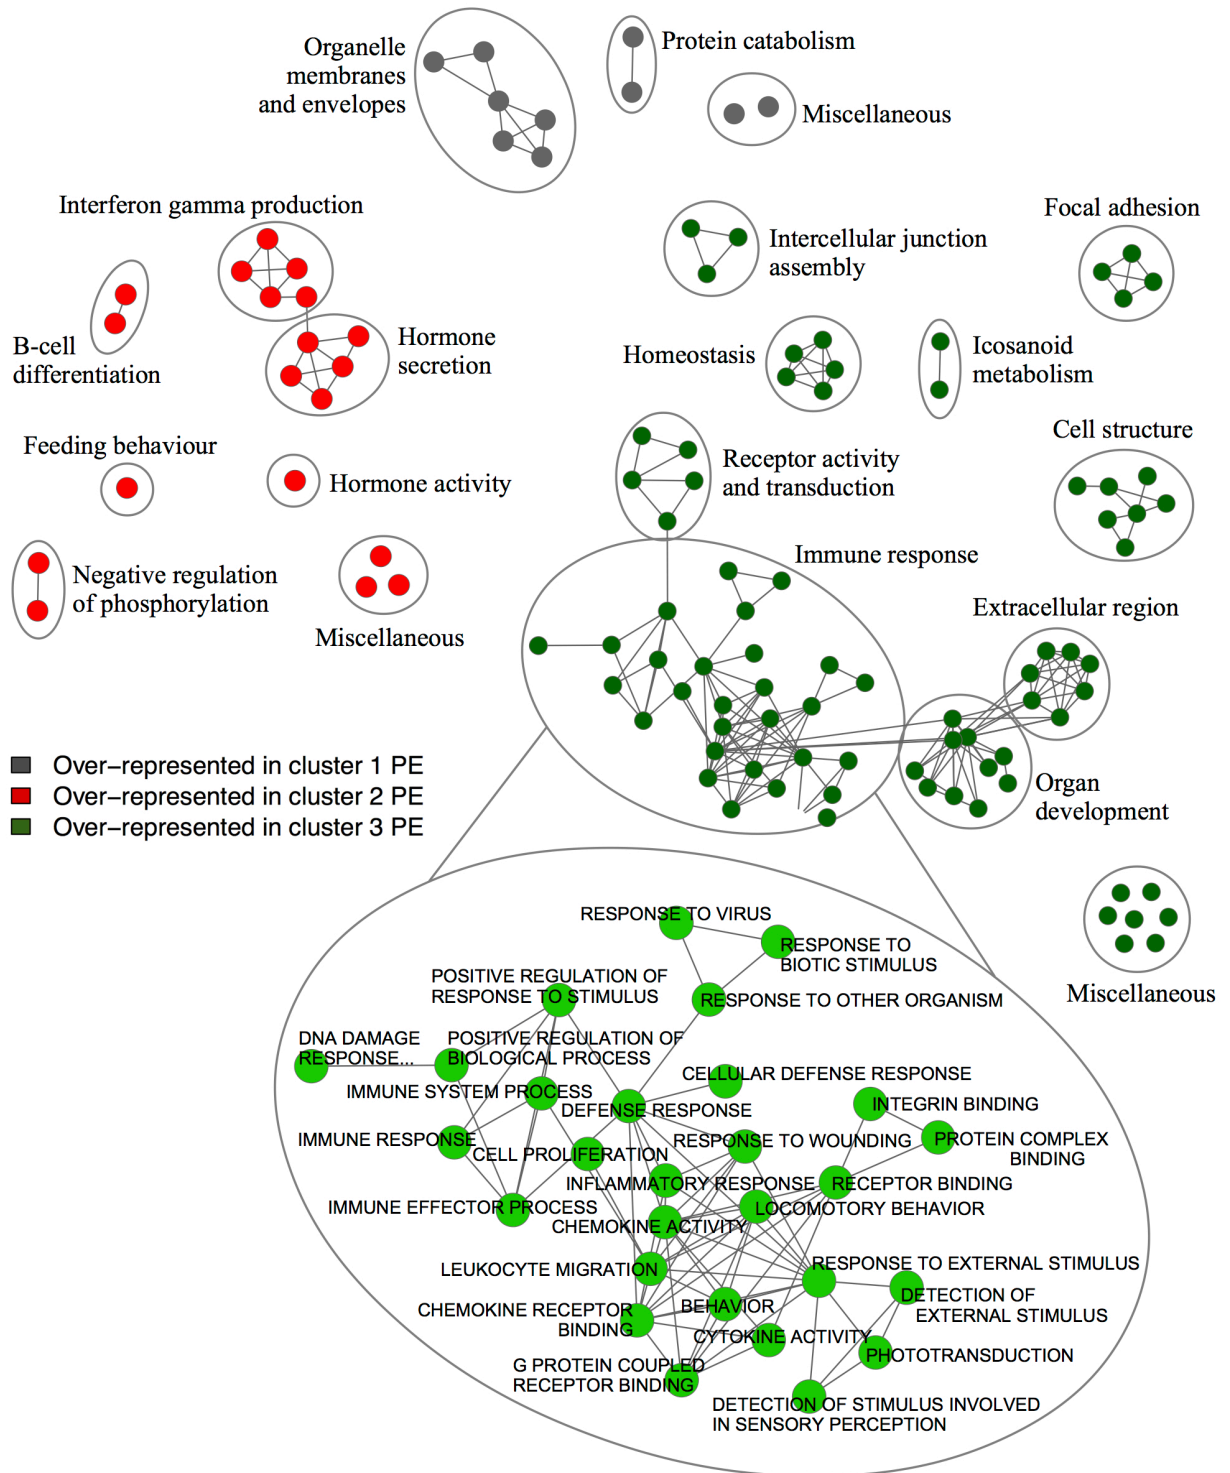 Organelle
membranes
and envelopes
Protein catabolism
Miscellaneous
Interferon gamma production
Focal adhesion
Intercellular junction
assembly
B-cell
differentiation
Hormone
secretion
Homeostasis
Icosanoid
metabolism
Feeding behaviour
Hormone activity
Receptor activity
and transduction
Cell structure
Negative regulation
of phosphorylation
Miscellaneous
Immune response
Extracellular region
Organ
development
Over-represented in cluster 1 PE
Over-represented in cluster 2 PE
Over-represented in cluster 3 PE
Miscellaneous
RESPONSE TO VIRUS
RESPONSE TO
BIOTIC STIMULUS
POSITIVE REGULATION OF
RESPONSE TO STIMULUS
RESPONSE TO OTHER ORGANISM
DNA DAMAGE
RESPONSE...
POSITIVE REGULATION OF
BIOLOGICAL PROCESS
CELLULAR DEFENSE RESPONSE
IMMUNE SYSTEM PROCESS
DEFENSE RESPONSE
INTEGRIN BINDING
IMMUNE RESPONSE
CELL PROLIFERATION
RESPONSE TO WOUNDING
PROTEIN COMPLEX
BINDING
INFLAMMATORY RESPONSE
RECEPTOR BINDING
IMMUNE EFFECTOR PROCESS
LOCOMOTORY BEHAVIOR
CHEMOKINE ACTIVITY
LEUKOCYTE MIGRATION
RESPONSE TO EXTERNAL STIMULUS
CHEMOKINE RECEPTOR
BINDING
BEHAVIOR
DETECTION OF
EXTERNAL STIMULUS
CYTOKINE ACTIVITY
PHOTOTRANSDUCTION
G PROTEIN COUPLED
RECEPTOR BINDING
DETECTION OF STIMULUS INVOLVED
IN SENSORY PERCEPTION